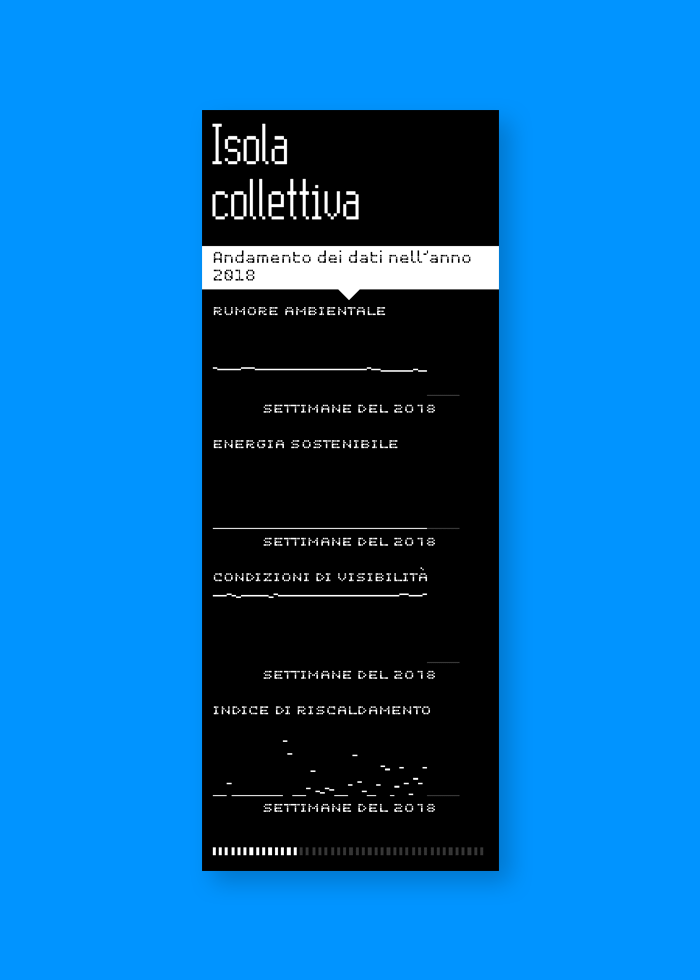 Isola
collettiva
Andamento dei dati nell'anno
2018
RUMORE AMBIENTALE
SETTIMANE DEL 2018
ENERGIA SOSTENIBILE
SETTIMANE DEL 2018
CONDIZIONI DI VISIBILITÀ
SETTIMANE DEL 2018
INDICE DI RISCALDAMENTO
SETTIMANE DEL 2018